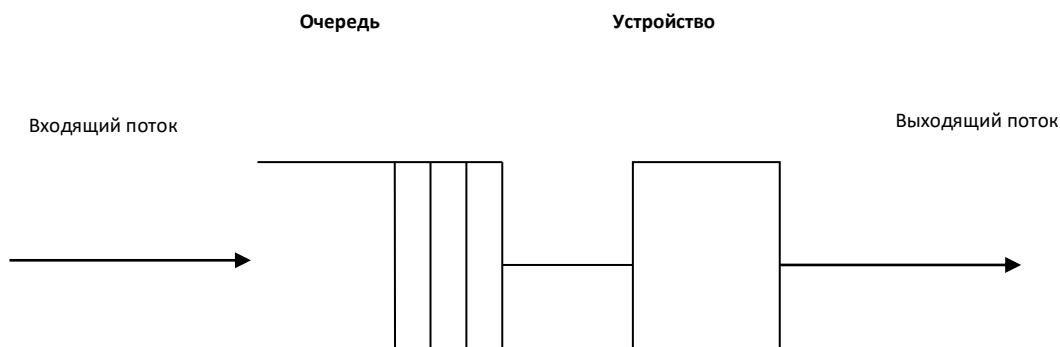 Очередь
Устройство
Входящий поток
Выходящий поток